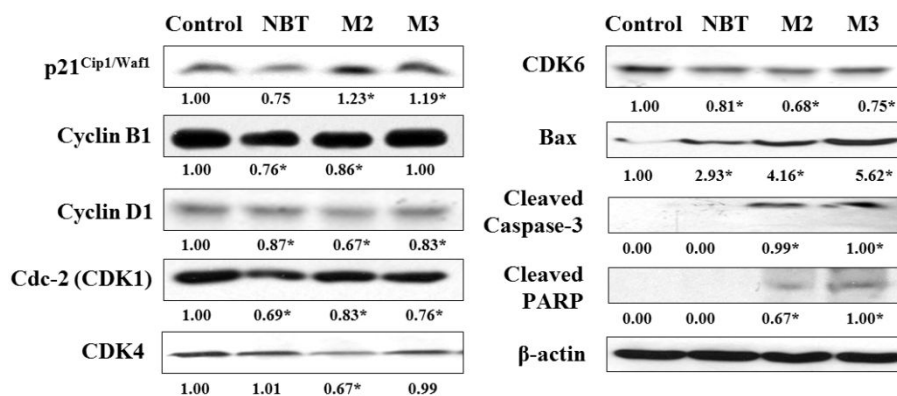 Control NBT M2 M3
p21Cip1/Waf1
1.00 0.75 1.23* 1.19*
Cyclin B1
1.00 0.76* 0.86* 1.00
Cyclin D1
1.00 0.87* 0.67* 0.83*
Cdc-2 (CDK1)
1.00 0.69* 0.83* 0.76*
CDK4
1.00 1.01 0.67* 0.99
Control NBT M2 M3
CDK6
1.00 0.81* 0.68* 0.75*
Bax
1.00 2.93* 4.16* 5.62*
Cleaved
Caspase-3
0.00 0.00 0.99* 1.00*
Cleaved
PARP
0.00 0.00 0.67* 1.00*
β-actin